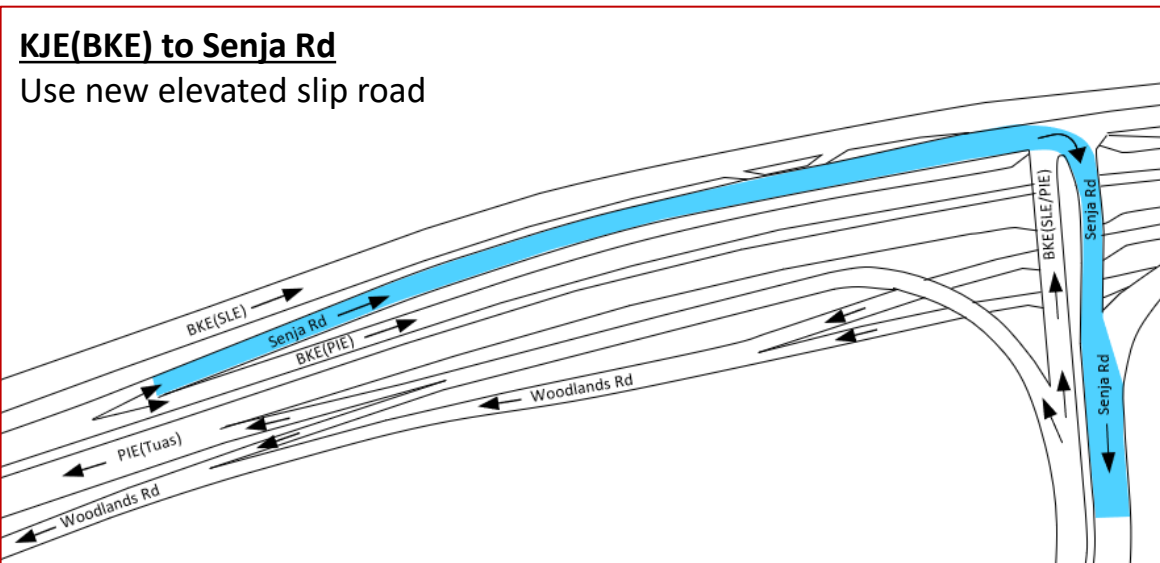 KJE(BKE) to Senja Rd
Use new elevated slip road
BKE(SLE)
Senja Rd
BKE(PIE)
BKE(SLE/PIE)
Senja Rd
Senja Rd
Woodlands Rd
PIE(Tuas)
Woodlands Rd